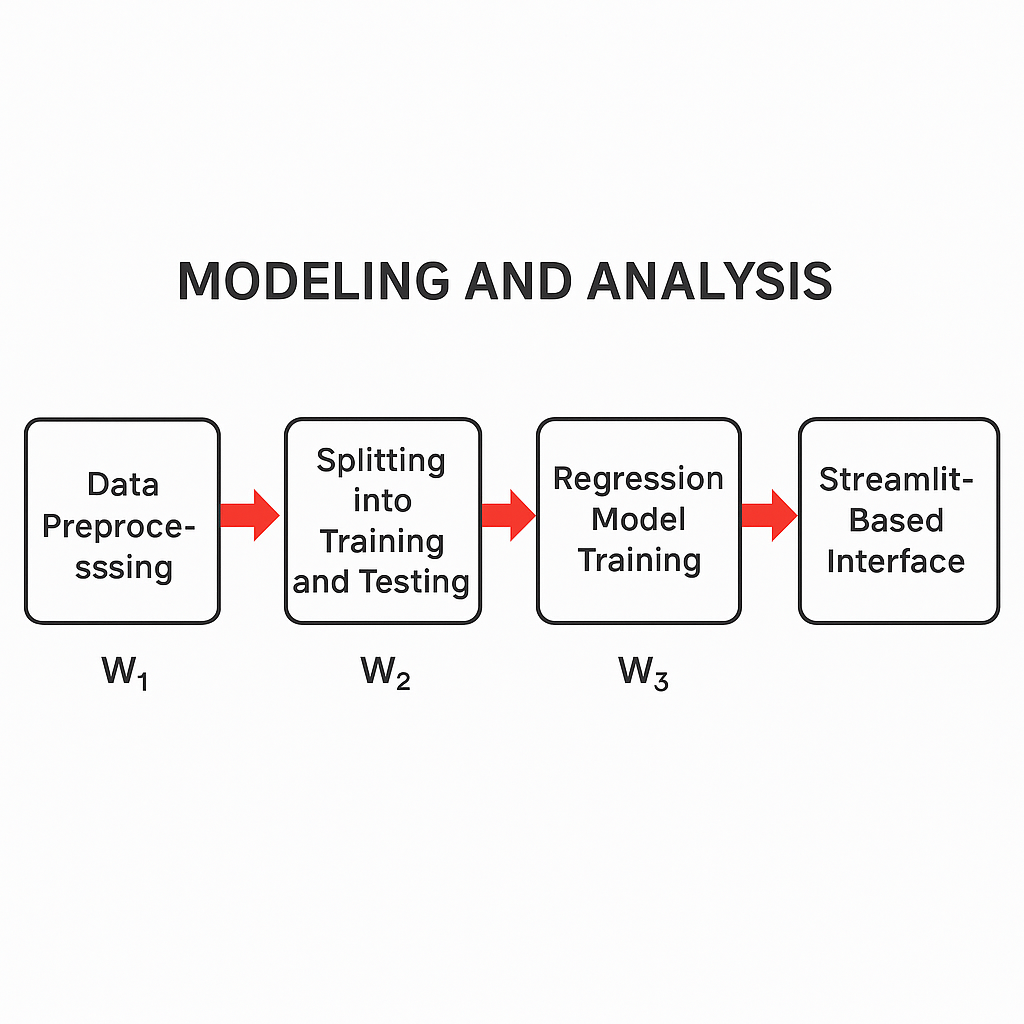 MODELING AND ANALYSIS
Data
Preproce-
sssing
Splitting
into
Training
and Testing
Regression
Model
Training
Streamlit-
Based
Interface
W₁
W₂
W₃